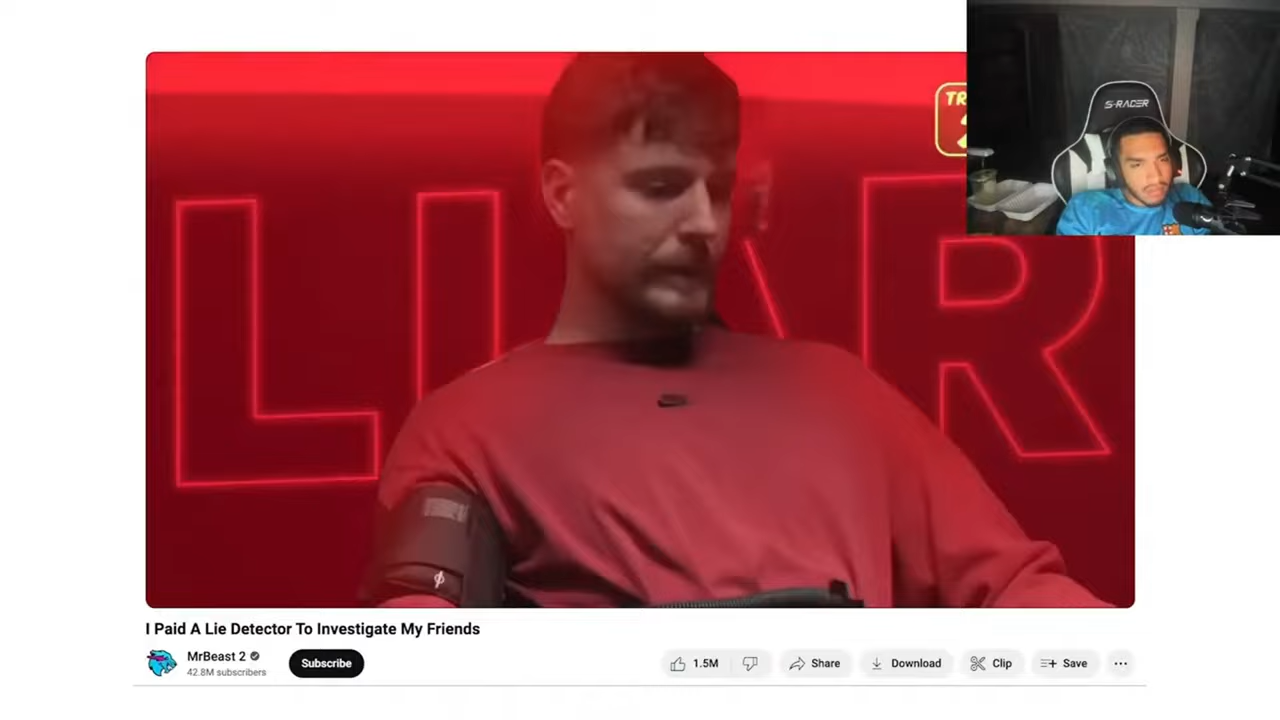 S-RACER
TR
LIAR
I Paid A Lie Detector To Investigate My Friends
MrBeast 2
42.8M subscribers
Subscribe
1.5M
Share
Download
Clip
Save